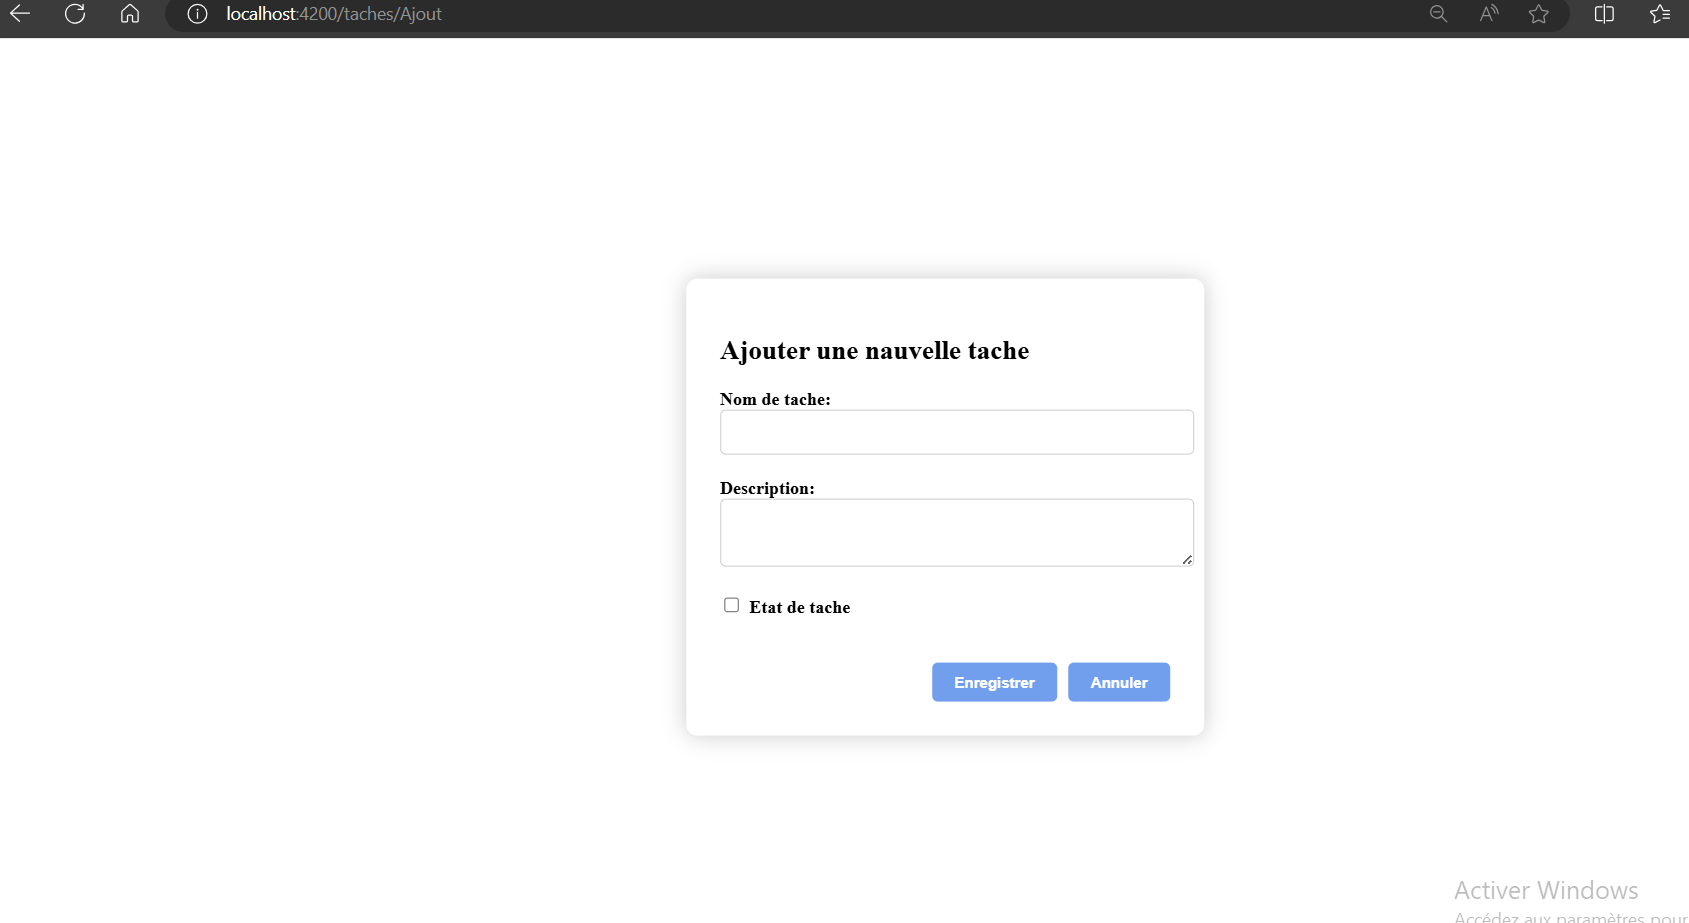 localhost:4200/taches/Ajout
Ajouter une nauvelle tache
Nom de tache:
Description:
Etat de tache
Enregistrer Annuler
Activer Windows
Accédez aux paramètres pour